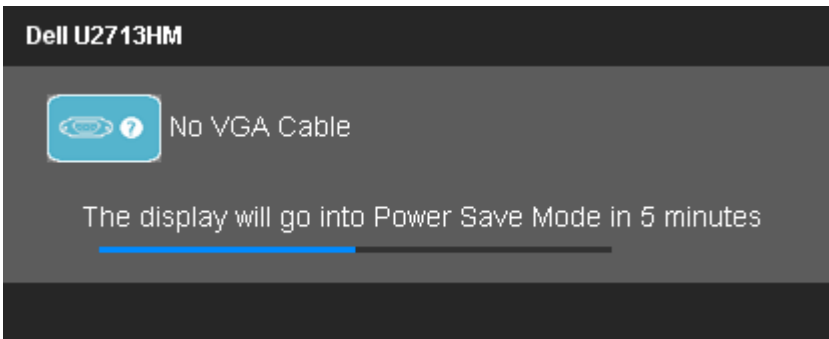 Dell U2713HM
? No VGA Cable
The display will go into Power Save Mode in 5 minutes